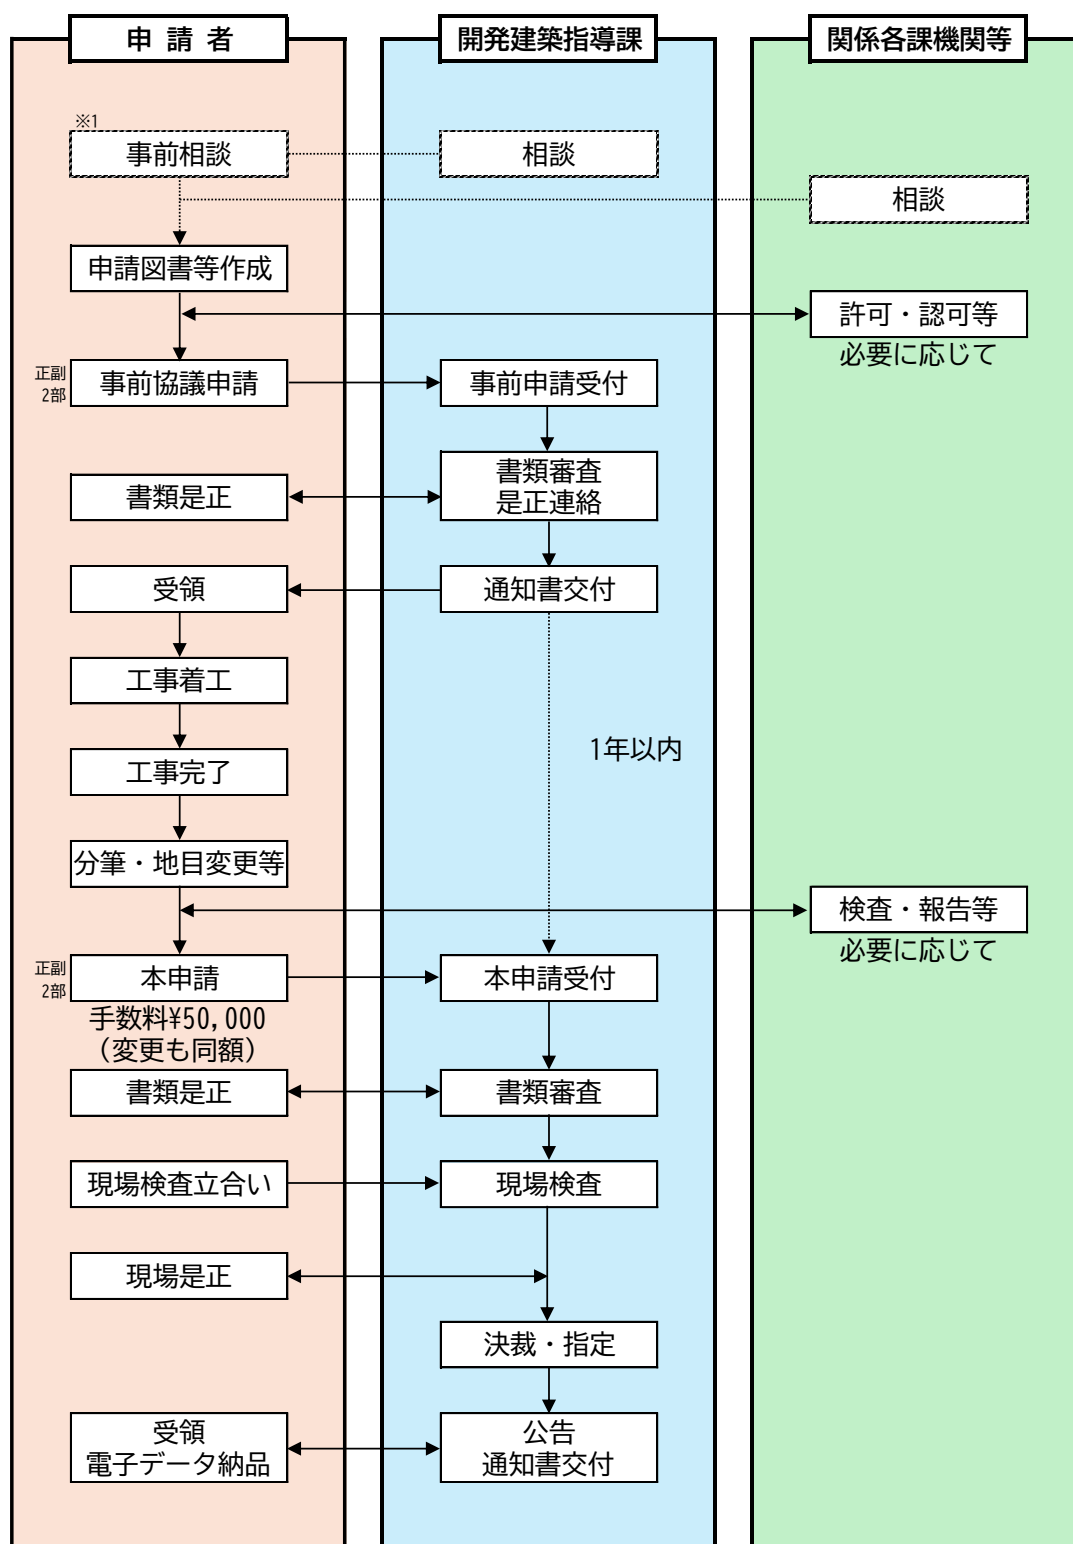 申 請 者
開発建築指導課
関係各課機関等
※1
事前相談
相談
相談
申請図書等作成
許可・認可等
必要に応じて
正副
2部
事前協議申請
事前申請受付
書類是正
書類審査
是正連絡
受領
通知書交付
工事着工
1年以内
工事完了
分筆・地目変更等
検査・報告等
必要に応じて
正副
2部
本申請
本申請受付
手数料¥50,000
（変更も同額）
書類是正
書類審査
現場検査立合い
現場検査
現場是正
決裁・指定
受領
電子データ納品
公告
通知書交付